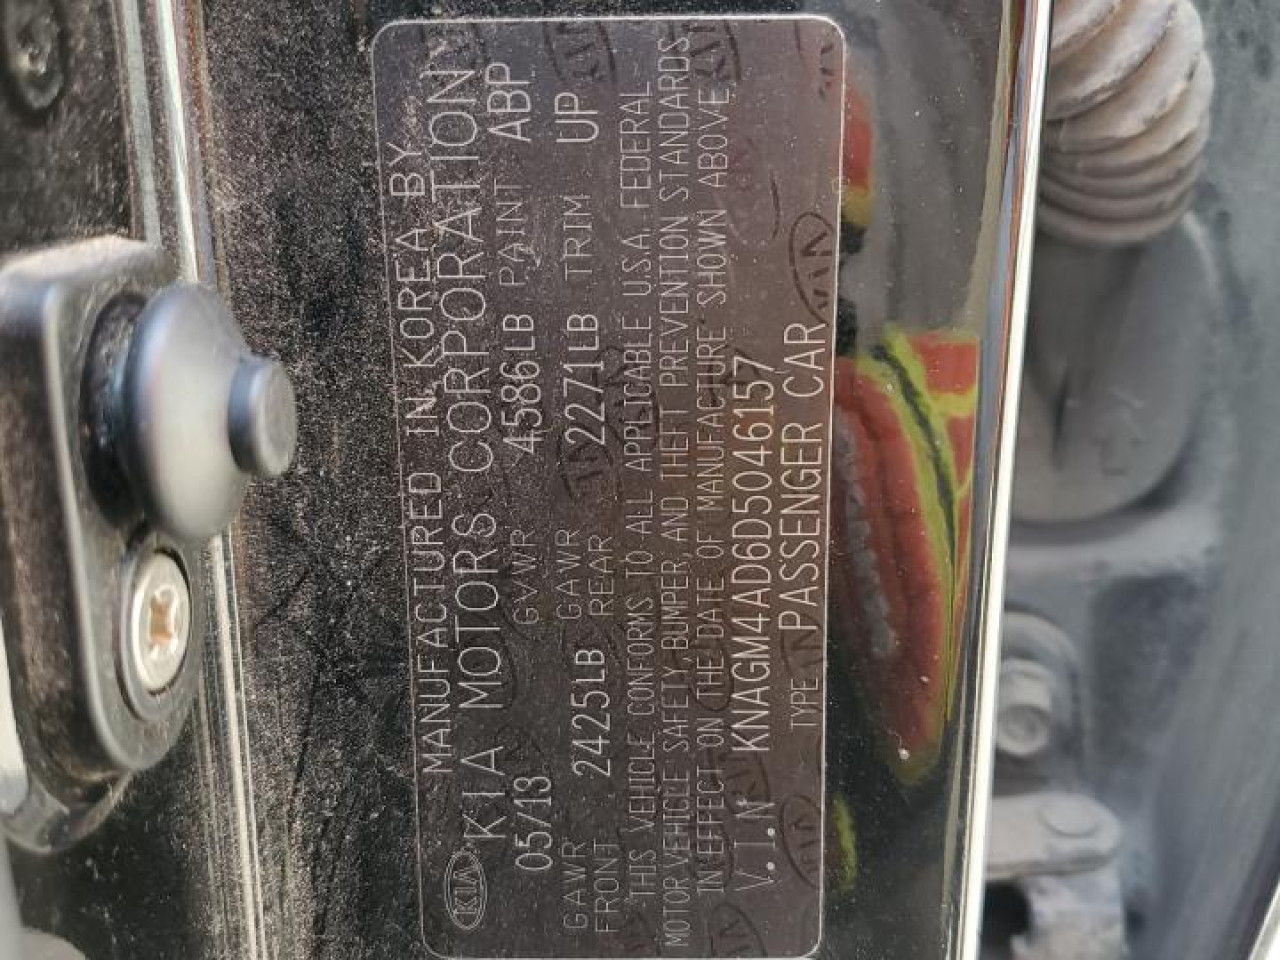 MANUFACTURED IN KOREA BY
KIA KIA MOTORS CORPORATION
05/13 GVWR 4586LB PAINT ABP
GAWR FRONT 2425LB GAWR REAR 2271LB TRIM UP
THIS VEHICLE CONFORMS TO ALL APPLICABLE U.S.A. FEDERAL
MOTOR VEHICLE SAFETY, BUMPER, AND THEFT PREVENTION STANDARDS
IN EFFECT ON THE DATE OF MANUFACTURE SHOWN ABOVE.
V.I.N KNAGM4AD6D5046157
TYPE PASSENGER CAR